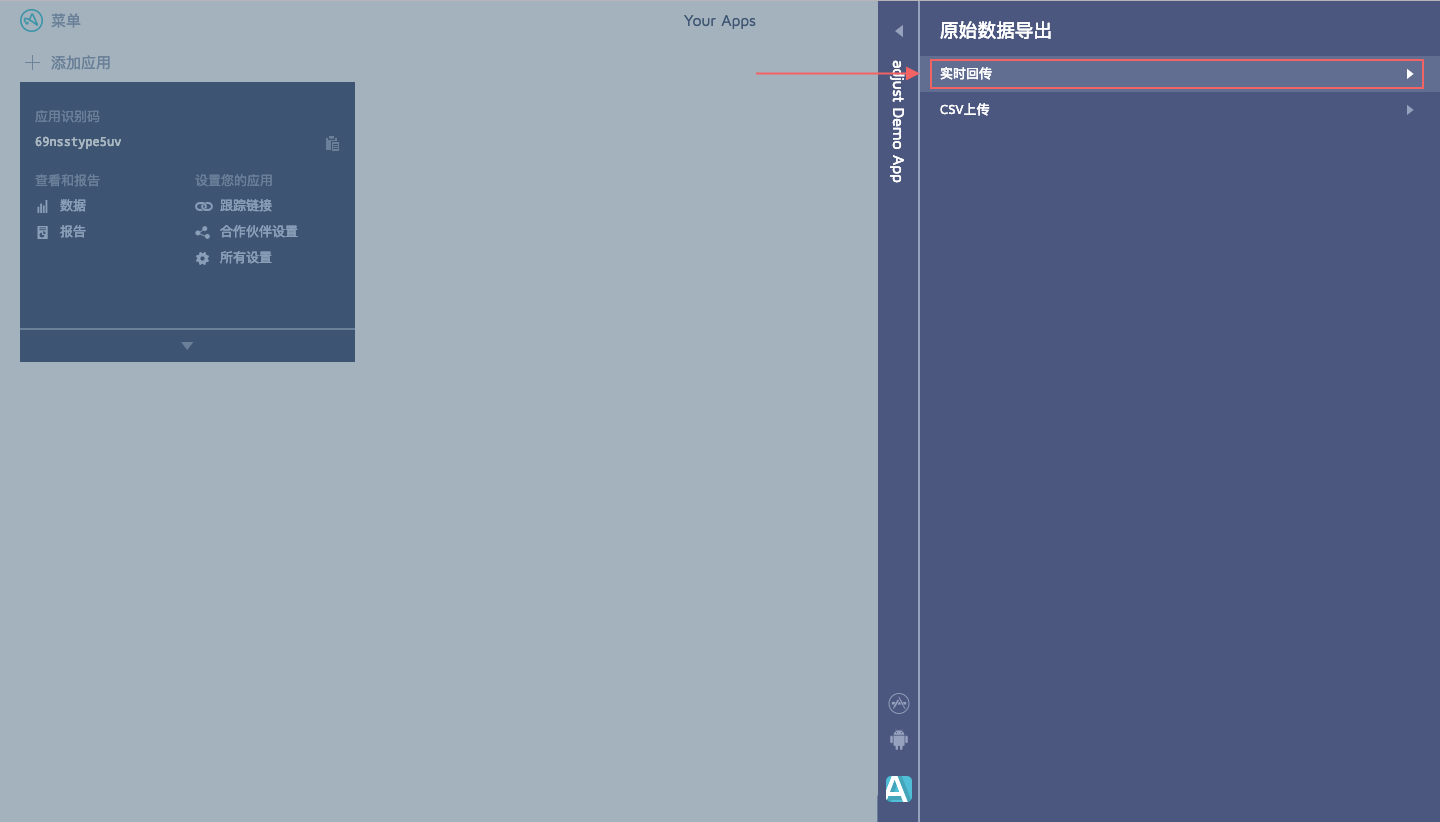 菜单
Your Apps
添加应用
应用识别码
69nsstype5uv
查看和报告
设置您的应用
数据
跟踪链接
报告
合作伙伴设置
所有设置
adjust Demo App
原始数据导出
实时回传
CSV上传